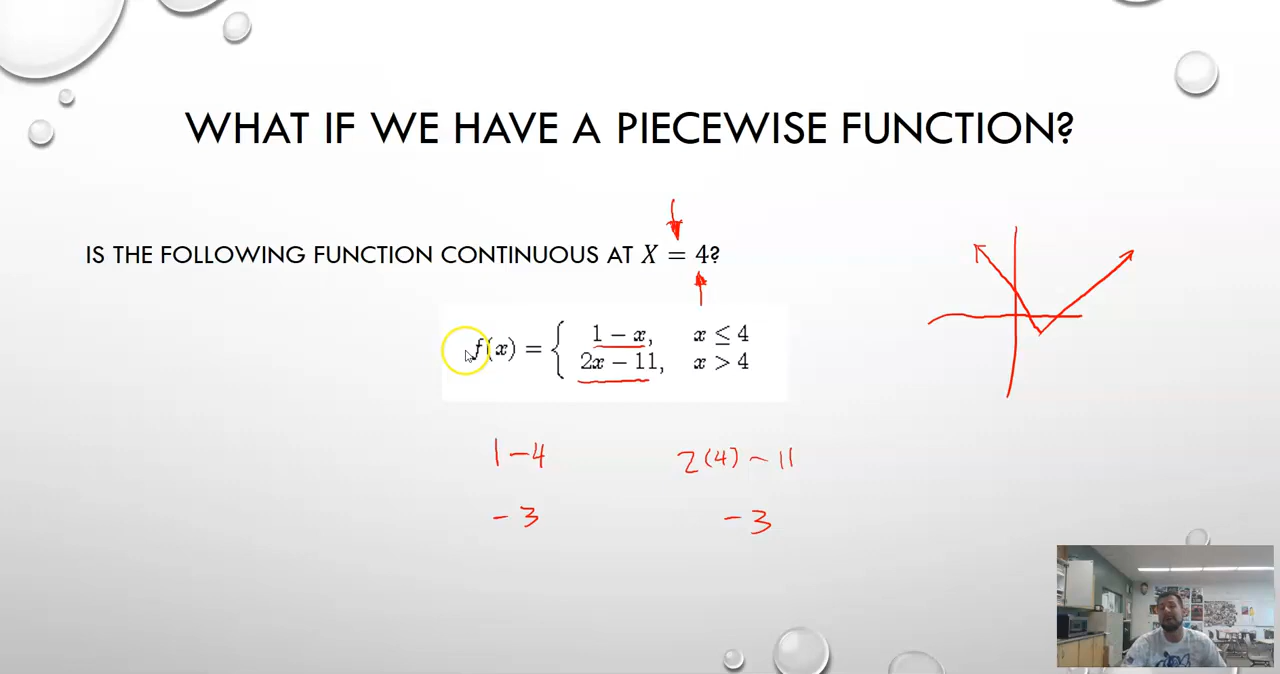 WHAT IF WE HAVE A PIECEWISE FUNCTION?
IS THE FOLLOWING FUNCTION CONTINUOUS AT X = 4?
f(x) = { 1 − x, x ≤ 4
2x − 11, x > 4
1 − 4 2(4) − 11
− 3 − 3